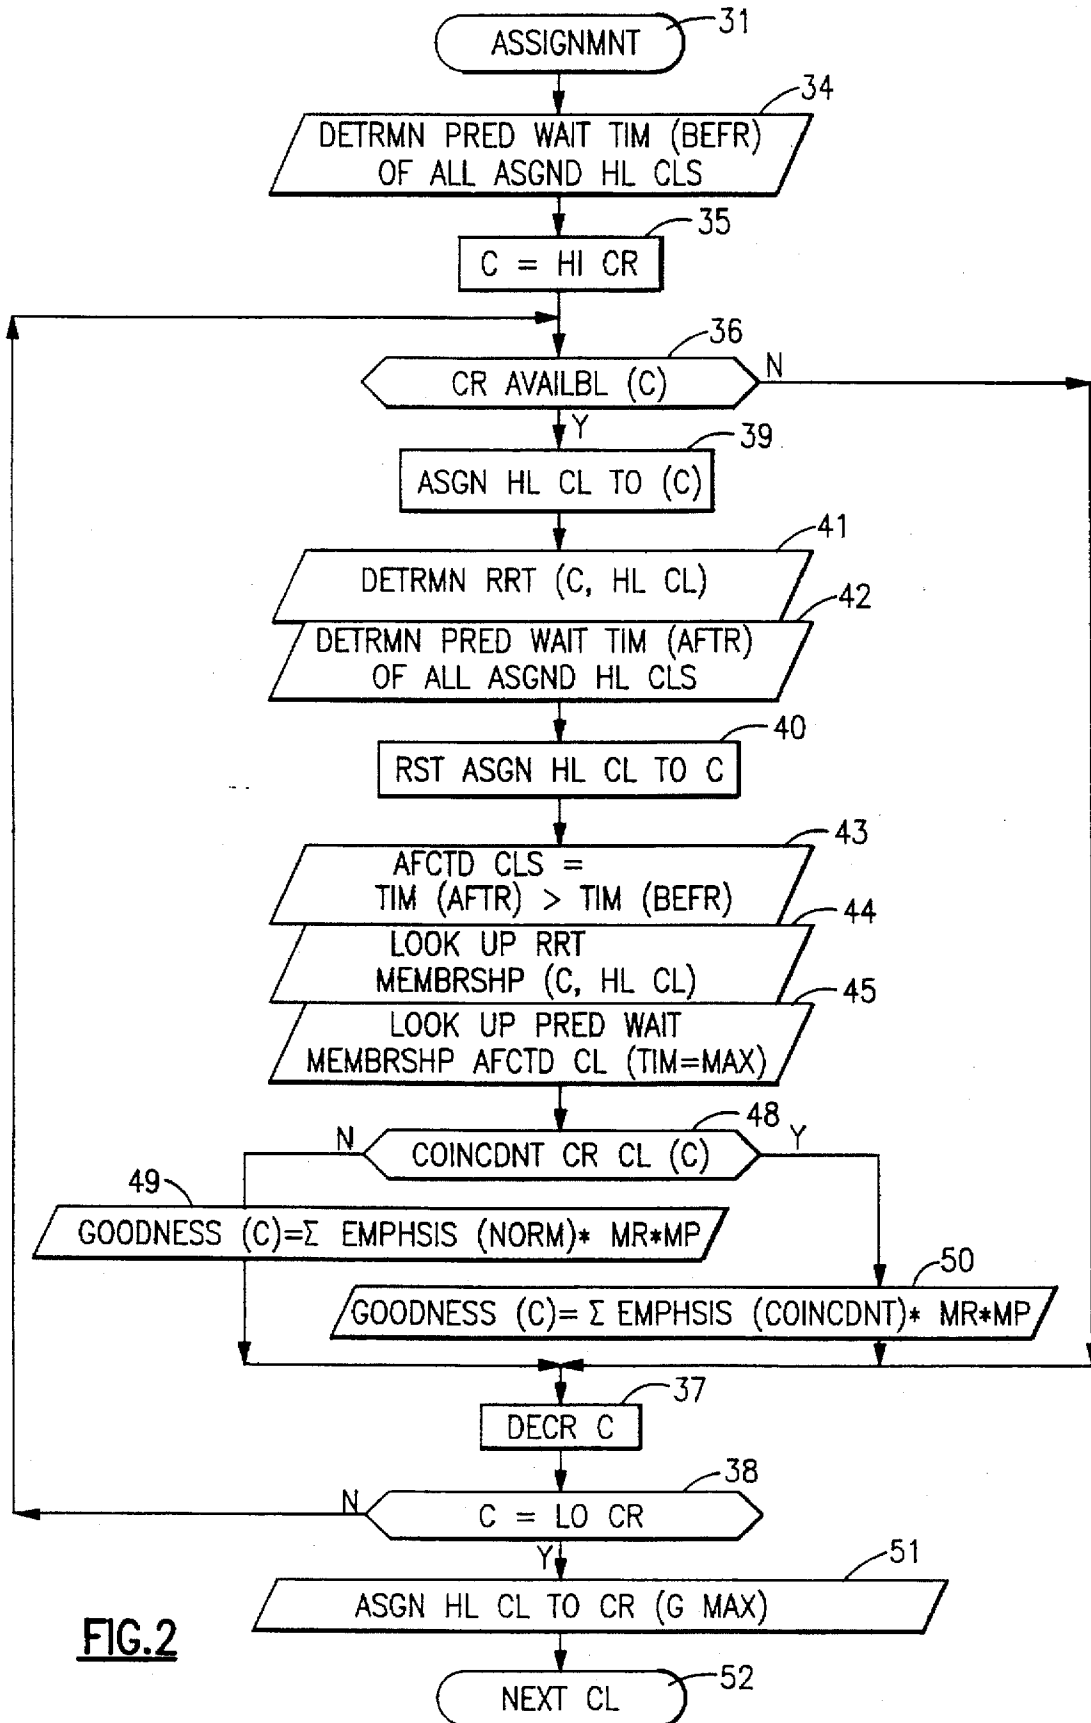 31
ASSIGNMNT
34
DETRMN PRED WAIT TIM (BEFR)
OF ALL ASGND HL CLS
35
C = HI CR
36
CR AVAILBL (C)
N
Y
39
ASGN HL CL TO (C)
41
DETRMN RRT (C, HL CL)
42
DETRMN PRED WAIT TIM (AFTR)
OF ALL ASGND HL CLS
40
RST ASGN HL CL TO C
43
AFCTD CLS =
TIM (AFTR) > TIM (BEFR)
44
LOOK UP RRT
MEMBRSHP (C, HL CL)
45
LOOK UP PRED WAIT
MEMBRSHP AFCTD CL (TIM=MAX)
48
N
COINCDNT CR CL (C)
Y
49
GOODNESS (C)=Σ EMPHSIS (NORM)* MR*MP
50
GOODNESS (C)= Σ EMPHSIS (COINCDNT)* MR*MP
37
DECR C
38
N
C = LO CR
Y
51
ASGN HL CL TO CR (G MAX)
FIG.2
52
NEXT CL